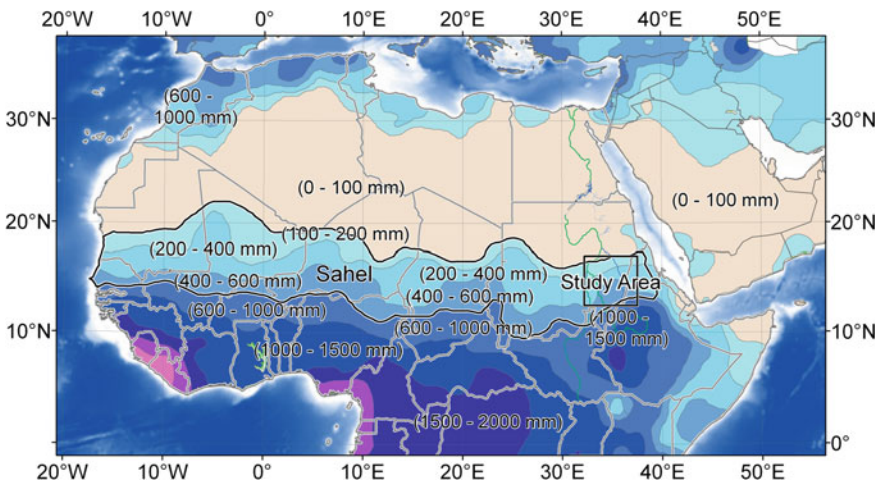 20°W 10°W 0° 10°E 20°E 30°E 40°E 50°E
30°N
20°N
10°N
(600 -
1000 mm)
(0 - 100 mm)
(0 - 100 mm)
(100 - 200 mm)
(200 - 400 mm)
Sahel
(200 - 400 mm)
Study Area
(400 - 600 mm)
(400 - 600 mm)
(600 - 1000 mm)
(600 - 1000 mm)
(1000 -
1500 mm)
(1000 - 1500 mm)
(1500 - 2000 mm)
30°N
20°N
10°N
0°
20°W 10°W 0° 10°E 20°E 30°E 40°E 50°E